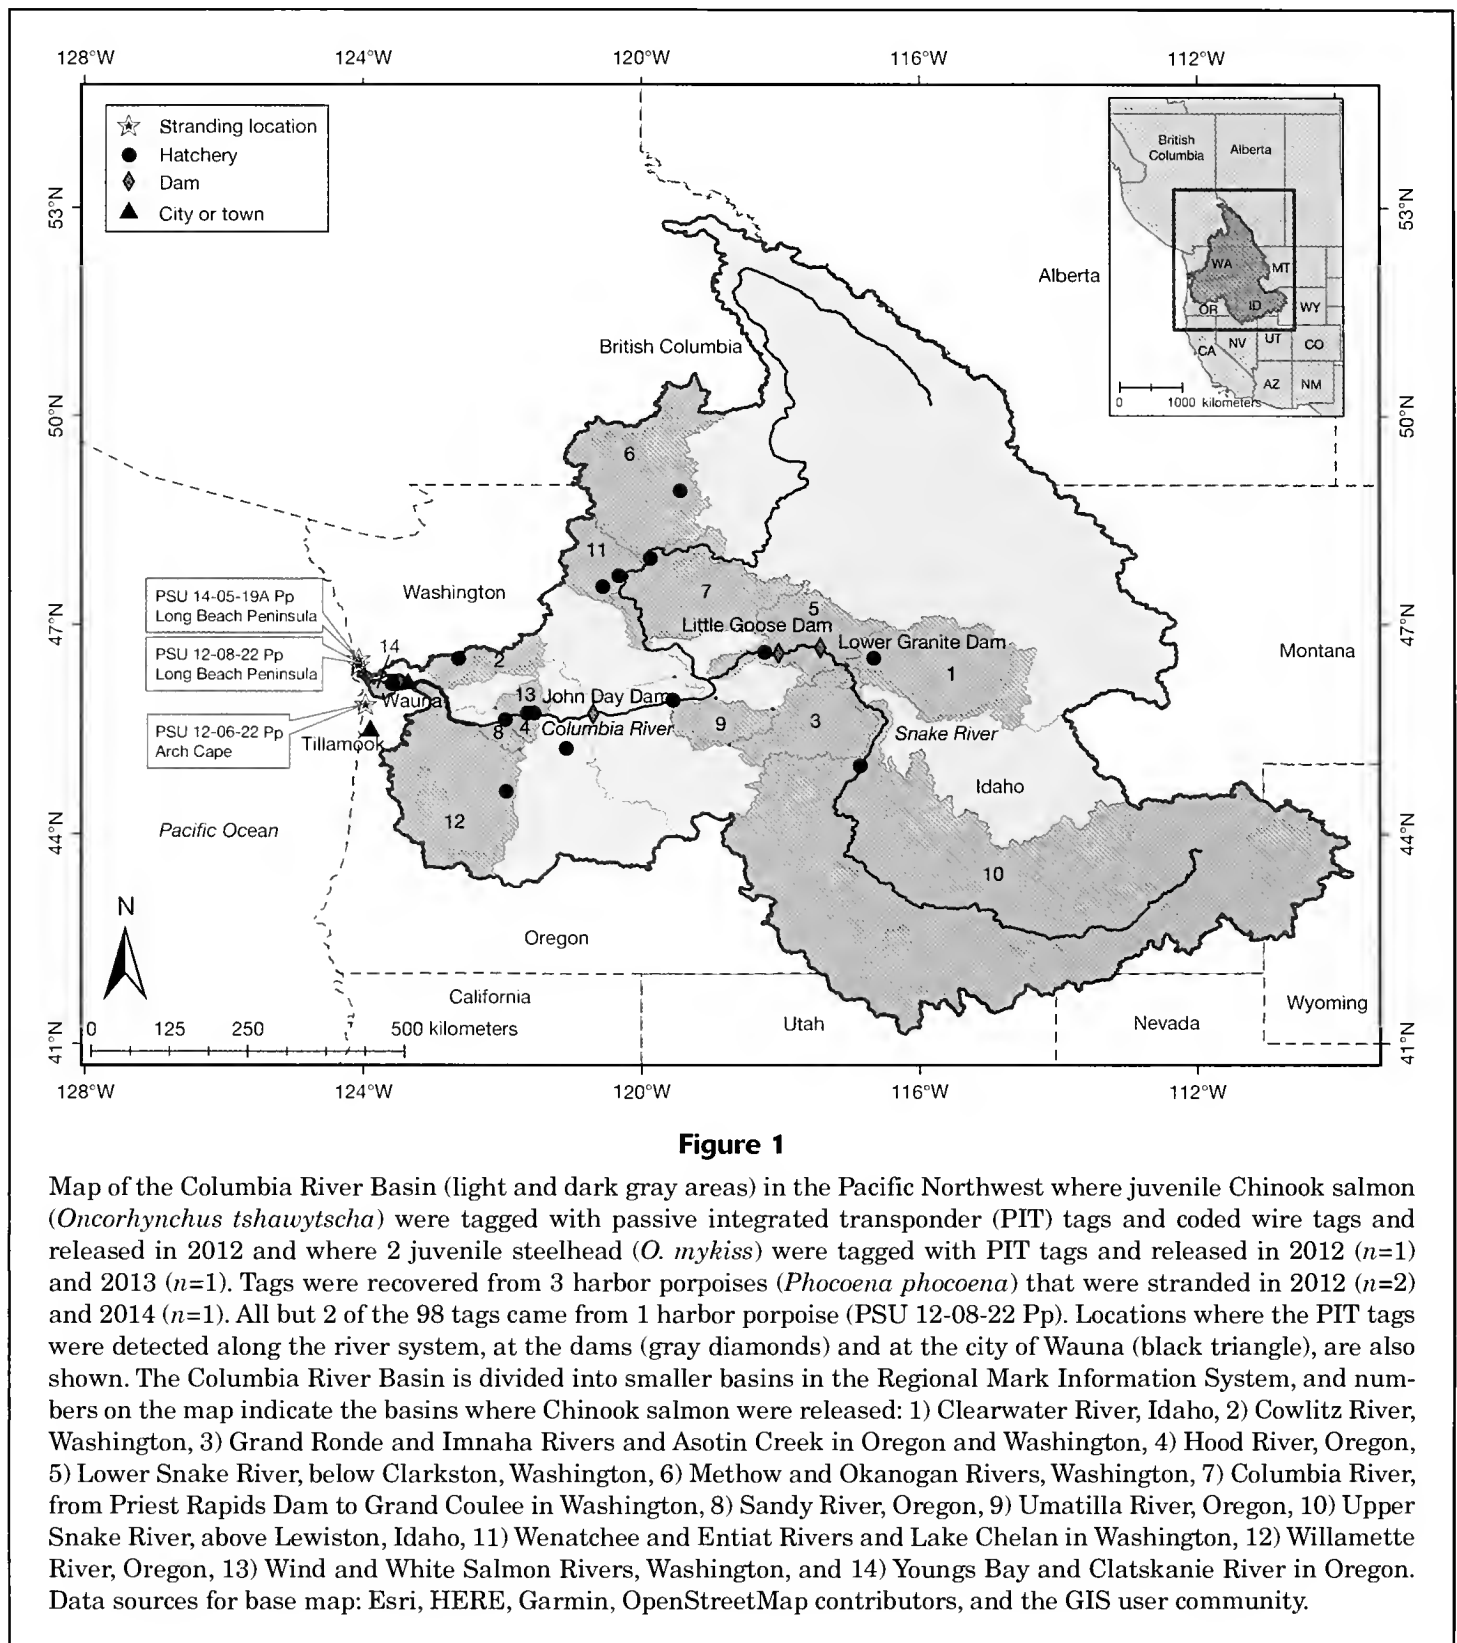 128°W 124°W 120°W 116°W 112°W
Stranding location
Hatchery
Dam
City or town
British
Columbia
Alberta
WA
MT
OR
ID
WY
CA
NV
UT
CO
AZ
NM
0 1000 kilometers
53°N
53°N
Alberta
British Columbia
50°N
50°N
6
11
Washington
7
5
PSU 14-05-19A Pp
Long Beach Peninsula
47°N
47°N
Little Goose Dam
Lower Granite Dam
14
2
1
Montana
PSU 12-08-22 Pp
Long Beach Peninsula
Wauna
13 John Day Dam
8
4
Columbia River
9
3
Snake River
PSU 12-06-22 Pp
Arch Cape
Tillamook
Idaho
12
44°N
44°N
Pacific Ocean
10
N
Oregon
California
Utah
Nevada
Wyoming
0 125 250 500 kilometers
41°N
41°N
128°W 124°W 120°W 116°W 112°W
Figure 1
Map of the Columbia River Basin (light and dark gray areas) in the Pacific Northwest where juvenile Chinook salmon
(Oncorhynchus tshawytscha) were tagged with passive integrated transponder (PIT) tags and coded wire tags and
released in 2012 and where 2 juvenile steelhead (O. mykiss) were tagged with PIT tags and released in 2012 (n=1)
and 2013 (n=1). Tags were recovered from 3 harbor porpoises (Phocoena phocoena) that were stranded in 2012 (n=2)
and 2014 (n=1). All but 2 of the 98 tags came from 1 harbor porpoise (PSU 12-08-22 Pp). Locations where the PIT tags
were detected along the river system, at the dams (gray diamonds) and at the city of Wauna (black triangle), are also
shown. The Columbia River Basin is divided into smaller basins in the Regional Mark Information System, and num-
bers on the map indicate the basins where Chinook salmon were released: 1) Clearwater River, Idaho, 2) Cowlitz River,
Washington, 3) Grand Ronde and Imnaha Rivers and Asotin Creek in Oregon and Washington, 4) Hood River, Oregon,
5) Lower Snake River, below Clarkston, Washington, 6) Methow and Okanogan Rivers, Washington, 7) Columbia River,
from Priest Rapids Dam to Grand Coulee in Washington, 8) Sandy River, Oregon, 9) Umatilla River, Oregon, 10) Upper
Snake River, above Lewiston, Idaho, 11) Wenatchee and Entiat Rivers and Lake Chelan in Washington, 12) Willamette
River, Oregon, 13) Wind and White Salmon Rivers, Washington, and 14) Youngs Bay and Clatskanie River in Oregon.
Data sources for base map: Esri, HERE, Garmin, OpenStreetMap contributors, and the GIS user community.